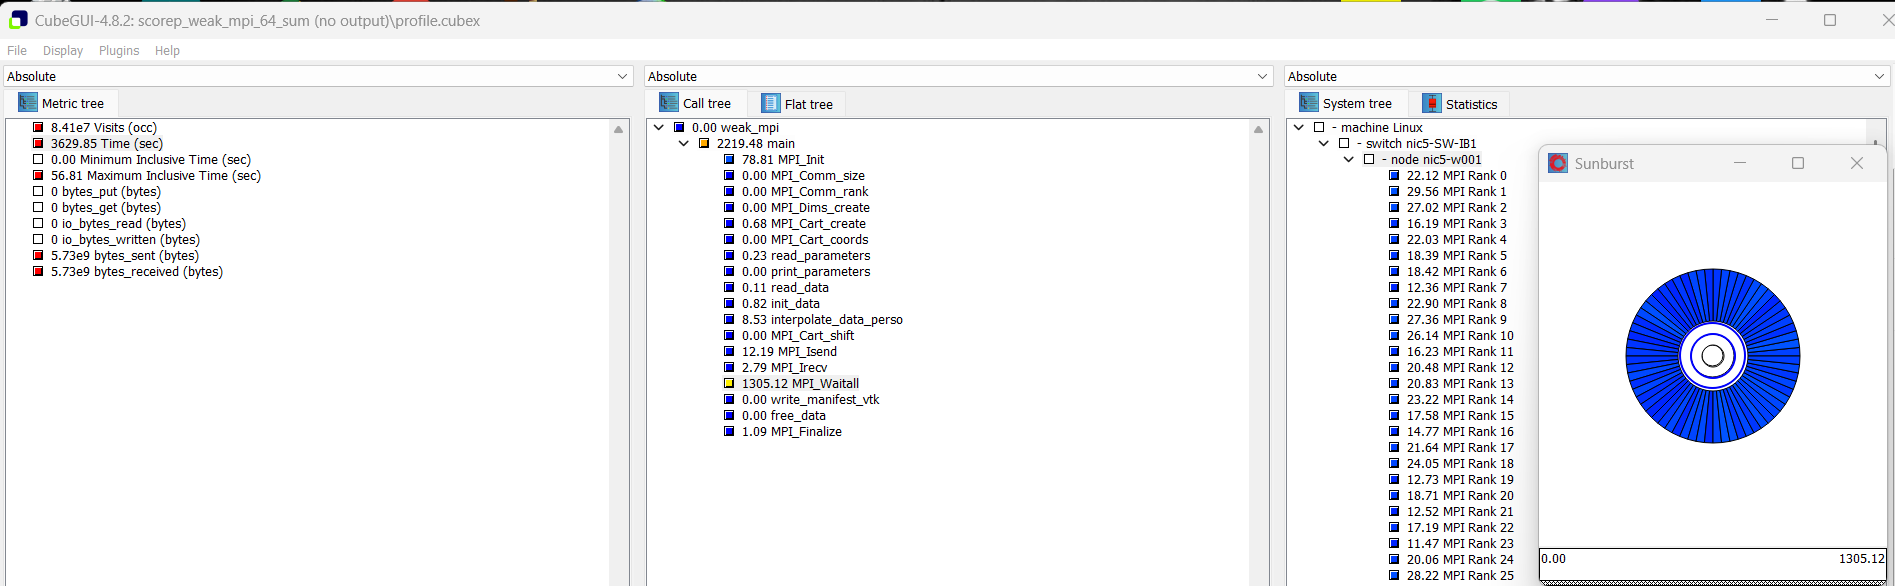 CubeGUI-4.8.2: scorep_weak_mpi_64_sum (no output)\profile.cubex
File Display Plugins Help
Absolute
Metric tree
8.41e7 Visits (occ)
3629.85 Time (sec)
0.00 Minimum Inclusive Time (sec)
56.81 Maximum Inclusive Time (sec)
0 bytes_put (bytes)
0 bytes_get (bytes)
0 io_bytes_read (bytes)
0 io_bytes_written (bytes)
5.73e9 bytes_sent (bytes)
5.73e9 bytes_received (bytes)
Absolute
Call tree Flat tree
0.00 weak_mpi
2219.48 main
78.81 MPI_Init
0.00 MPI_Comm_size
0.00 MPI_Comm_rank
0.00 MPI_Dims_create
0.68 MPI_Cart_create
0.00 MPI_Cart_coords
0.23 read_parameters
0.00 print_parameters
0.11 read_data
0.82 init_data
8.53 interpolate_data_perso
0.00 MPI_Cart_shift
12.19 MPI_Isend
2.79 MPI_Irecv
1305.12 MPI_Waitall
0.00 write_manifest_vtk
0.00 free_data
1.09 MPI_Finalize
Absolute
System tree Statistics
- machine Linux
- switch nic5-SW-IB1
- node nic5-w001
22.12 MPI Rank 0
29.56 MPI Rank 1
27.02 MPI Rank 2
16.19 MPI Rank 3
22.03 MPI Rank 4
18.39 MPI Rank 5
18.42 MPI Rank 6
12.36 MPI Rank 7
22.90 MPI Rank 8
27.36 MPI Rank 9
26.14 MPI Rank 10
16.23 MPI Rank 11
20.48 MPI Rank 12
20.83 MPI Rank 13
23.22 MPI Rank 14
17.58 MPI Rank 15
14.77 MPI Rank 16
21.64 MPI Rank 17
24.05 MPI Rank 18
12.73 MPI Rank 19
18.71 MPI Rank 20
12.52 MPI Rank 21
17.19 MPI Rank 22
11.47 MPI Rank 23
20.06 MPI Rank 24
28.22 MPI Rank 25
Sunburst
0.00 1305.12